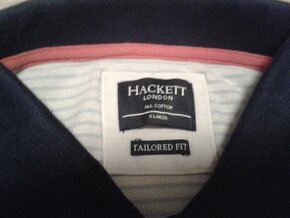 HACKETT
LONDON
ALL COTTON
X LARGE
TAILORED FIT